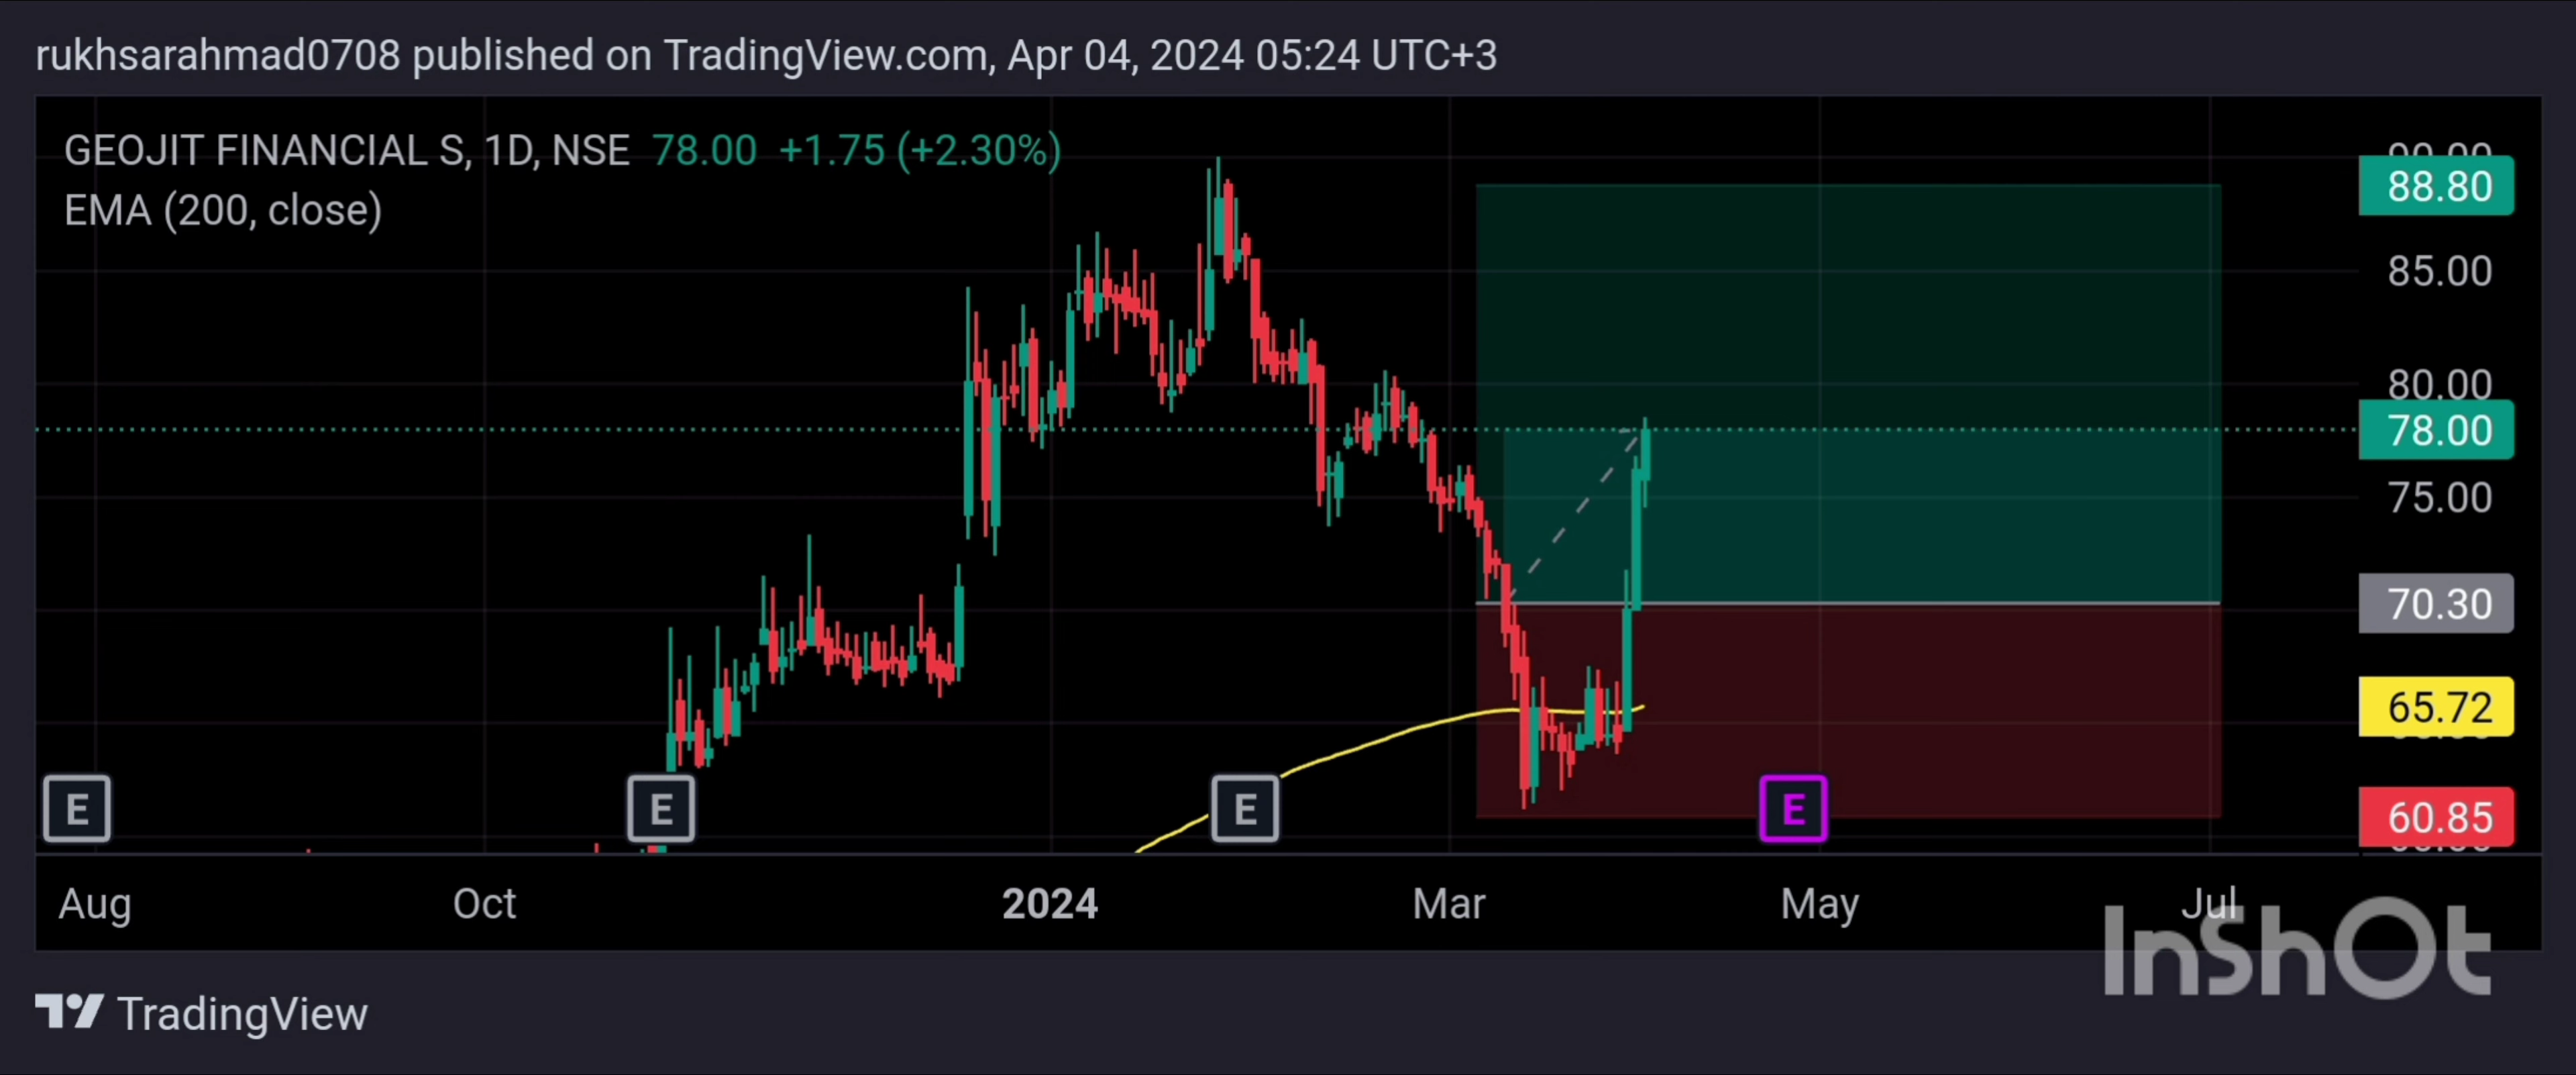 rukhsarahmad0708 published on TradingView.com, Apr 04, 2024 05:24 UTC+3
GEOJIT FINANCIAL S, 1D, NSE 78.00 +1.75 (+2.30%)
EMA (200, close)
88.80
85.00
80.00
78.00
75.00
70.30
65.72
60.85
E
E
E
E
Aug
Oct
2024
Mar
May
Jul
InShOt
TradingView